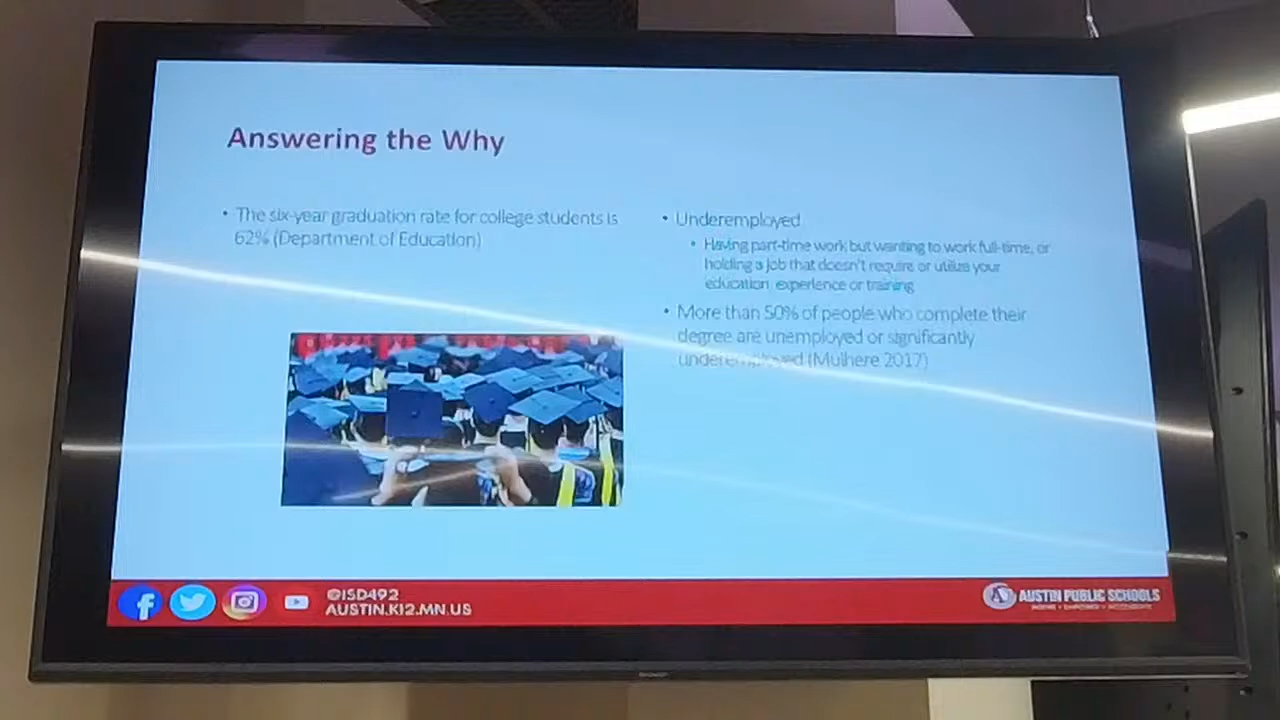 Answering the Why
• The six-year graduation rate for college students is
62% (Department of Education)
• Underemployed
• Having part-time work but wanting to work full-time, or
holding a job that doesn't require or utilize your
education, experience or training
• More than 50% of people who complete their
degree are unemployed or significantly
underemployed (Mulhere 2017)
@ISD492
AUSTIN.K12.MN.US
AUSTIN PUBLIC SCHOOLS